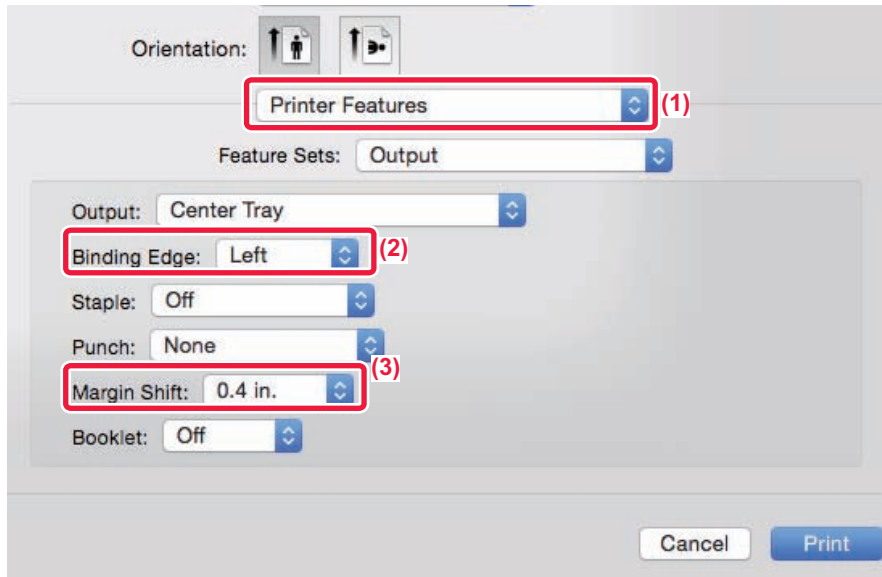 Orientation:
Printer Features (1)
Feature Sets: Output
Output: Center Tray
Binding Edge: Left (2)
Staple: Off
Punch: None
(3)
Margin Shift: 0.4 in.
Booklet: Off
Cancel Print